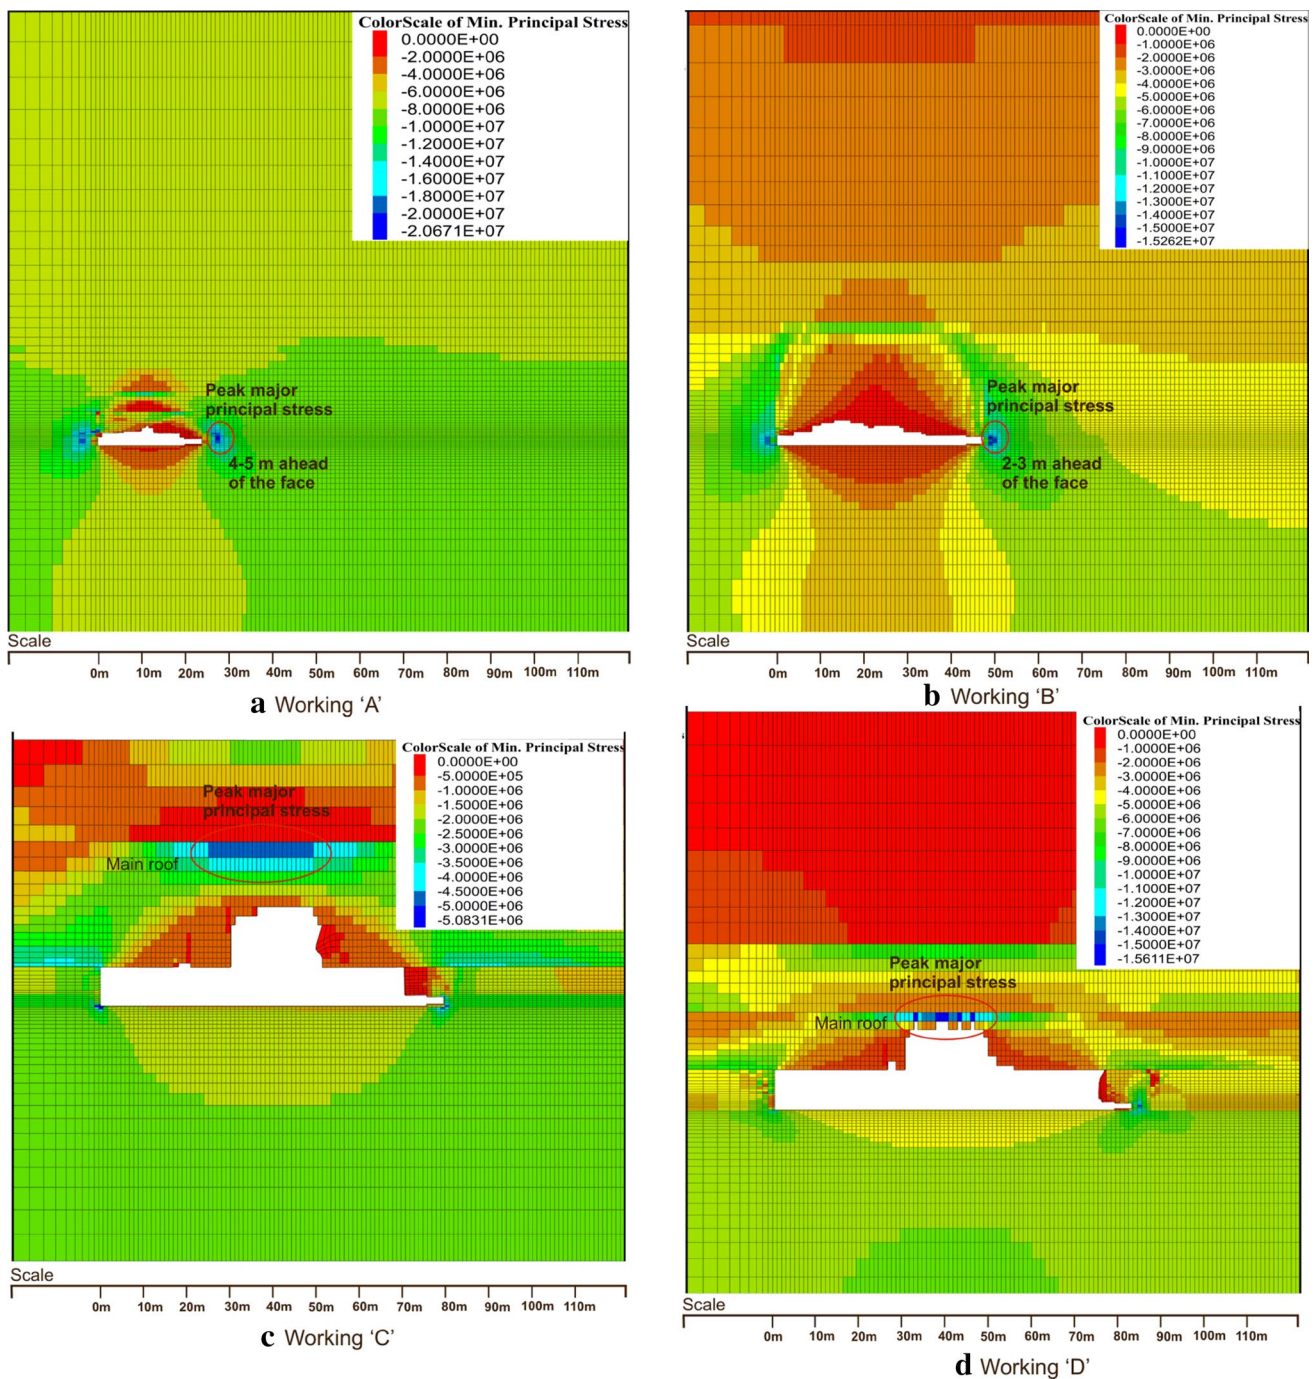 ColorScale of Min. Principal Stress
0.0000E+00
-2.0000E+06
-4.0000E+06
-6.0000E+06
-8.0000E+06
-1.0000E+07
-1.2000E+07
-1.4000E+07
-1.6000E+07
-1.8000E+07
-2.0000E+07
-2.0671E+07
Peak major
principal stress
4-5 m ahead
of the face
Scale
0m 10m 20m 30m 40m 50m 60m 70m 80m 90m 100m 110m
a Working ‘A’
ColorScale of Min. Principal Stress
0.0000E+00
-1.0000E+06
-2.0000E+06
-3.0000E+06
-4.0000E+06
-5.0000E+06
-6.0000E+06
-7.0000E+06
-8.0000E+06
-9.0000E+06
-1.0000E+07
-1.1000E+07
-1.2000E+07
-1.3000E+07
-1.4000E+07
-1.5000E+07
-1.5262E+07
Peak major
principal stress
2-3 m ahead
of the face
Scale
0m 10m 20m 30m 40m 50m 60m 70m 80m 90m 100m 110m
b Working ‘B’
ColorScale of Min. Principal Stress
0.0000E+00
-5.0000E+05
-1.0000E+06
-1.5000E+06
-2.0000E+06
-2.5000E+06
-3.0000E+06
-3.5000E+06
-4.0000E+06
-4.5000E+06
-5.0000E+06
-5.0831E+06
Peak major
principal stress
Main roof
Scale
0m 10m 20m 30m 40m 50m 60m 70m 80m 90m 100m 110m
c Working ‘C’
ColorScale of Min. Principal Stress
0.0000E+00
-1.0000E+06
-2.0000E+06
-3.0000E+06
-4.0000E+06
-5.0000E+06
-6.0000E+06
-7.0000E+06
-8.0000E+06
-9.0000E+06
-1.0000E+07
-1.1000E+07
-1.2000E+07
-1.3000E+07
-1.4000E+07
-1.5000E+07
-1.5611E+07
Peak major
principal stress
Main roof
Scale
0m 10m 20m 30m 40m 50m 60m 70m 80m 90m 100m 110m
d Working ‘D’